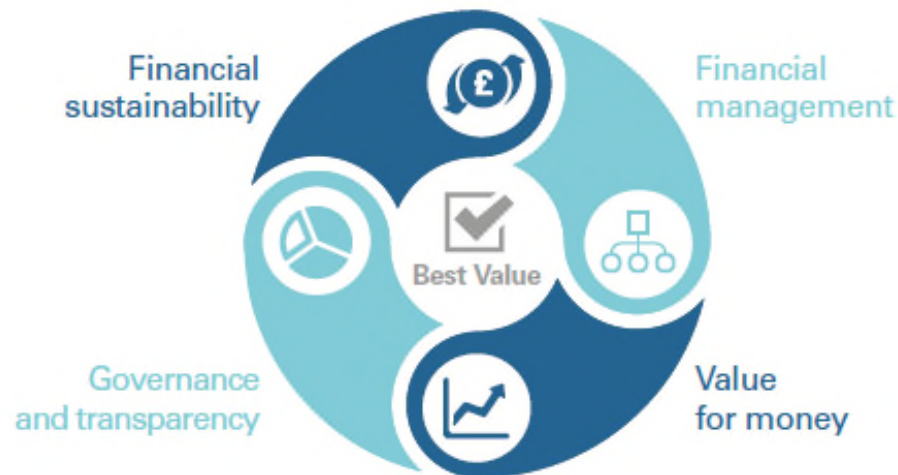 Financial
sustainability
Financial
management
£
Best Value
Governance
and transparency
Value
for money